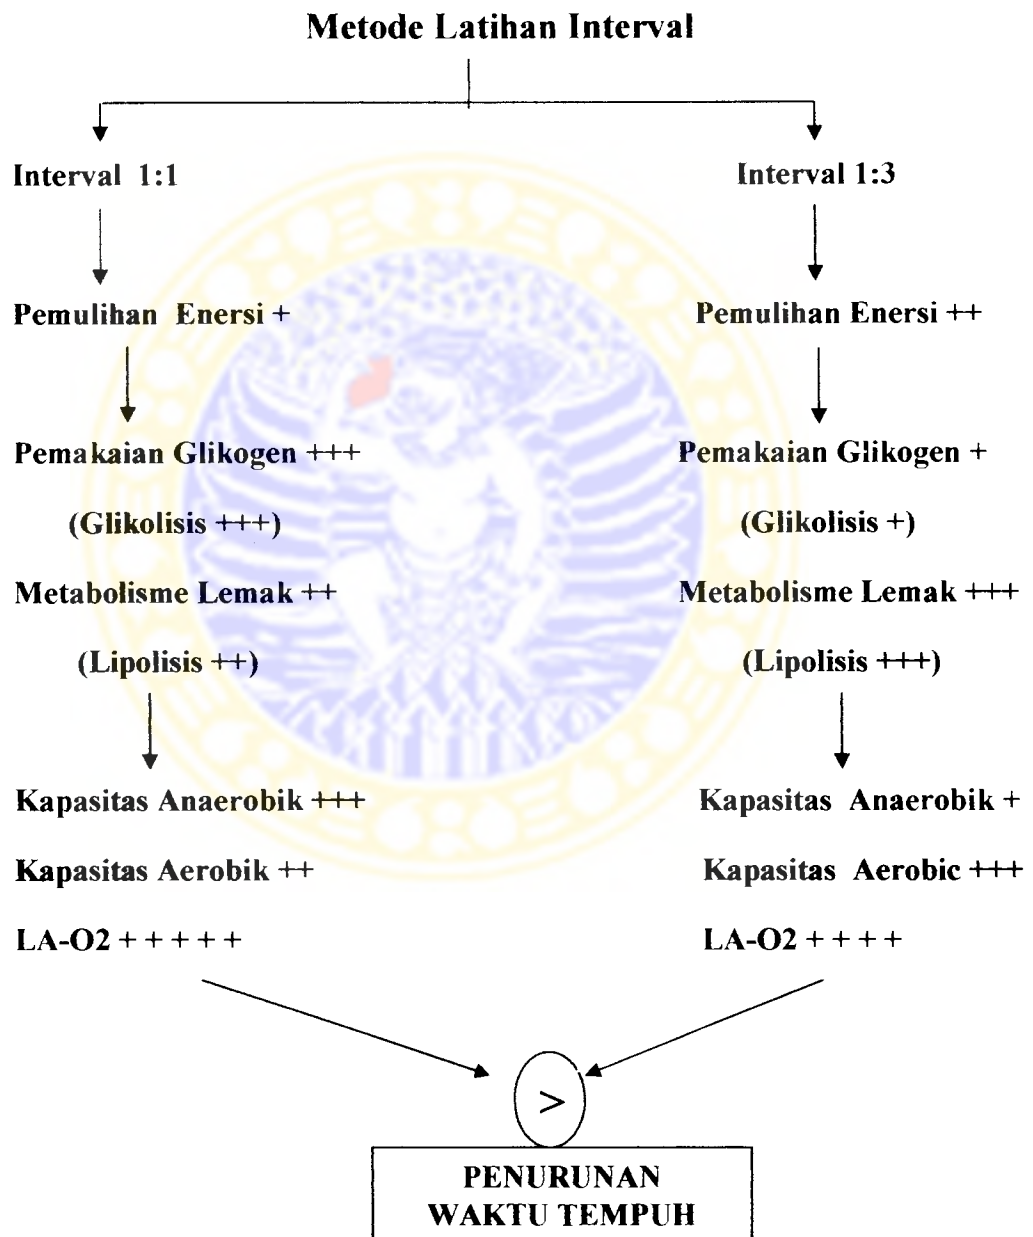 Metode Latihan Interval
Interval 1:1
Interval 1:3
Pemulihan Enersi +
Pemulihan Enersi ++
Pemakaian Glikogen +++
Pemakaian Glikogen +
(Glikolisis +++)
(Glikolisis +)
Metabolisme Lemak ++
Metabolisme Lemak +++
(Lipolisis ++)
(Lipolisis +++)
Kapasitas Anaerobik +++
Kapasitas Anaerobik +
Kapasitas Aerobik ++
Kapasitas Aerobic +++
LA-O2 + + + + +
LA-O2 + + + +
>
PENURUNAN
WAKTU TEMPUH